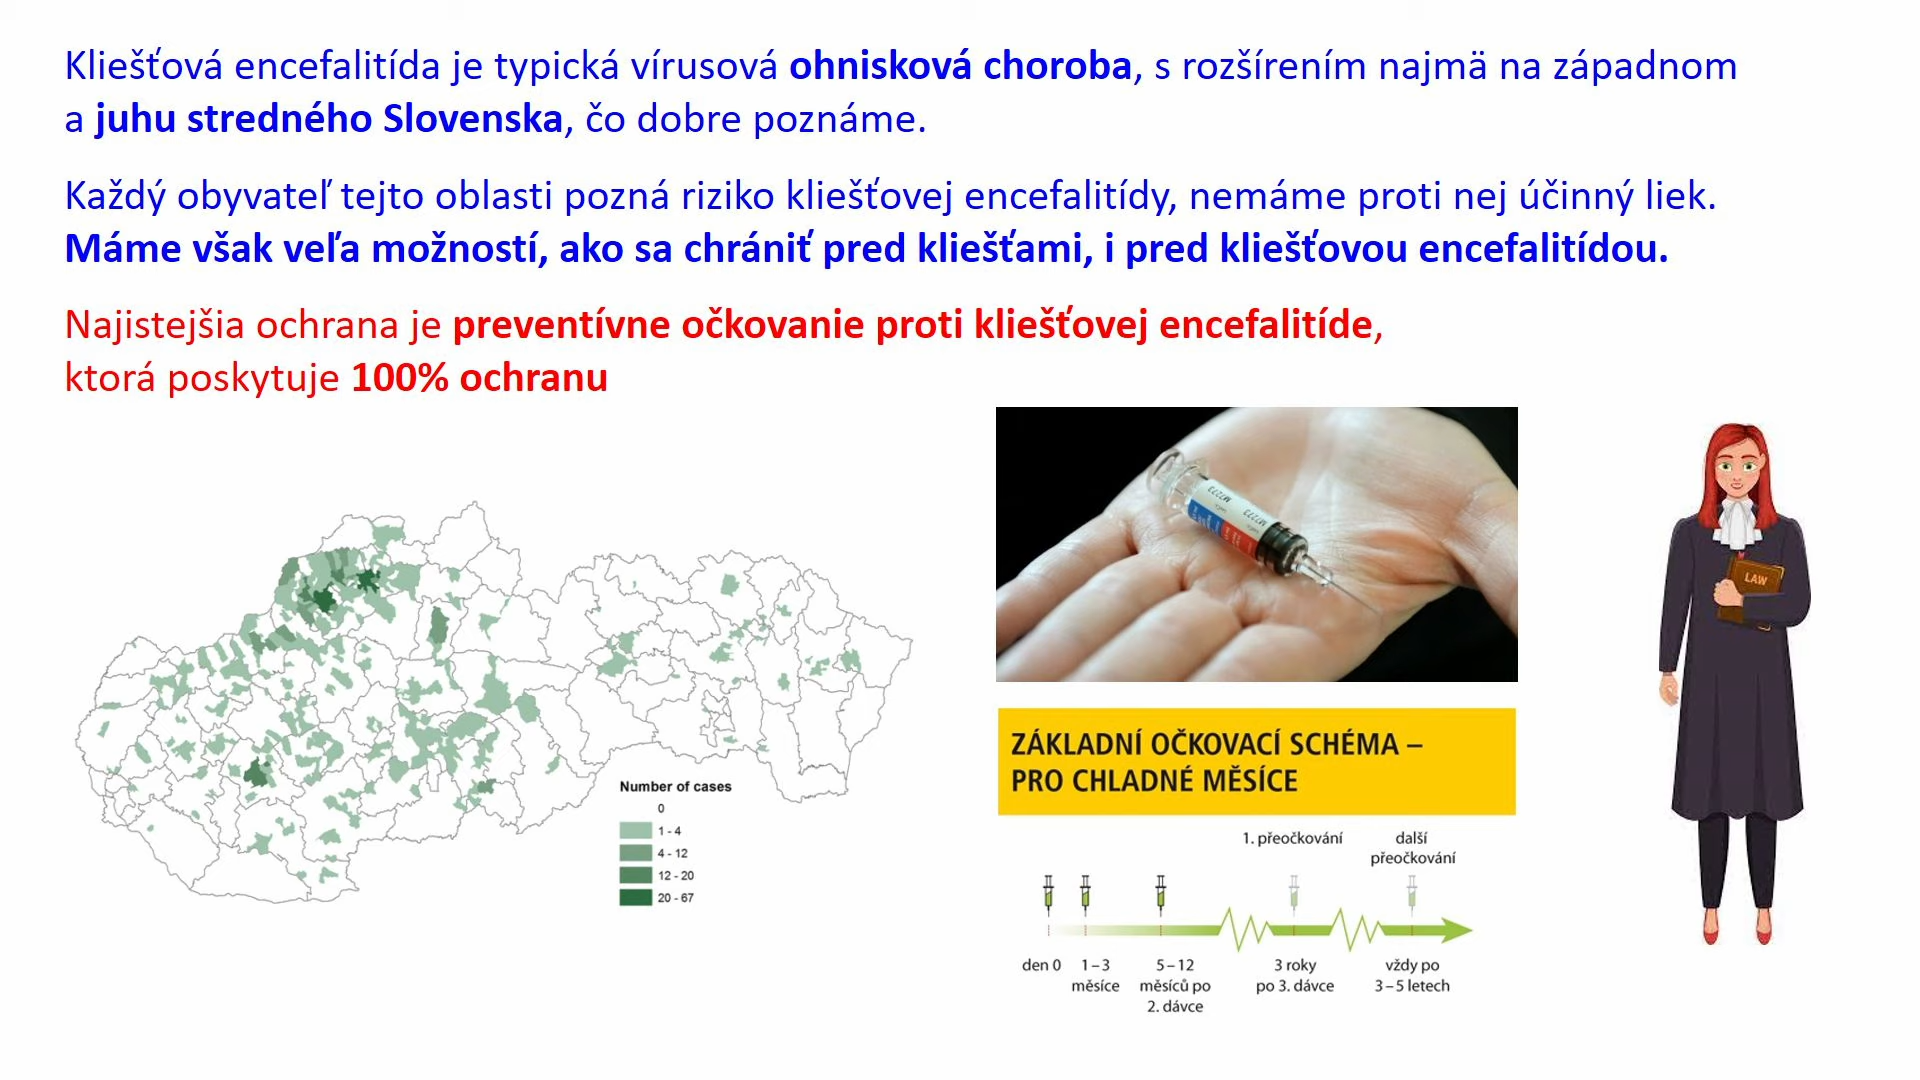 Kliešťová encefalitída je typická vírusová ohnisková choroba, s rozšírením najmä na západnom
a juhu stredného Slovenska, čo dobre poznáme.
Každý obyvateľ tejto oblasti pozná riziko kliešťovej encefalitídy, nemáme proti nej účinný liek.
Máme však veľa možností, ako sa chrániť pred kliešťami, i pred kliešťovou encefalitídou.
Najistejšia ochrana je preventívne očkovanie proti kliešťovej encefalitíde,
ktorá poskytuje 100% ochranu
Number of cases
0
1 - 4
4 - 12
12 - 20
20 - 67
M7273
M7273
ZÁKLADNÍ OČKOVACÍ SCHÉMA –
PRO CHLADNÉ MĚSÍCE
1. přeočkování
další
přeočkování
den 0
1–3
měsíce
5–12
měsíců po
2. dávce
3 roky
po 3. dávce
vždy po
3–5 letech
LAW